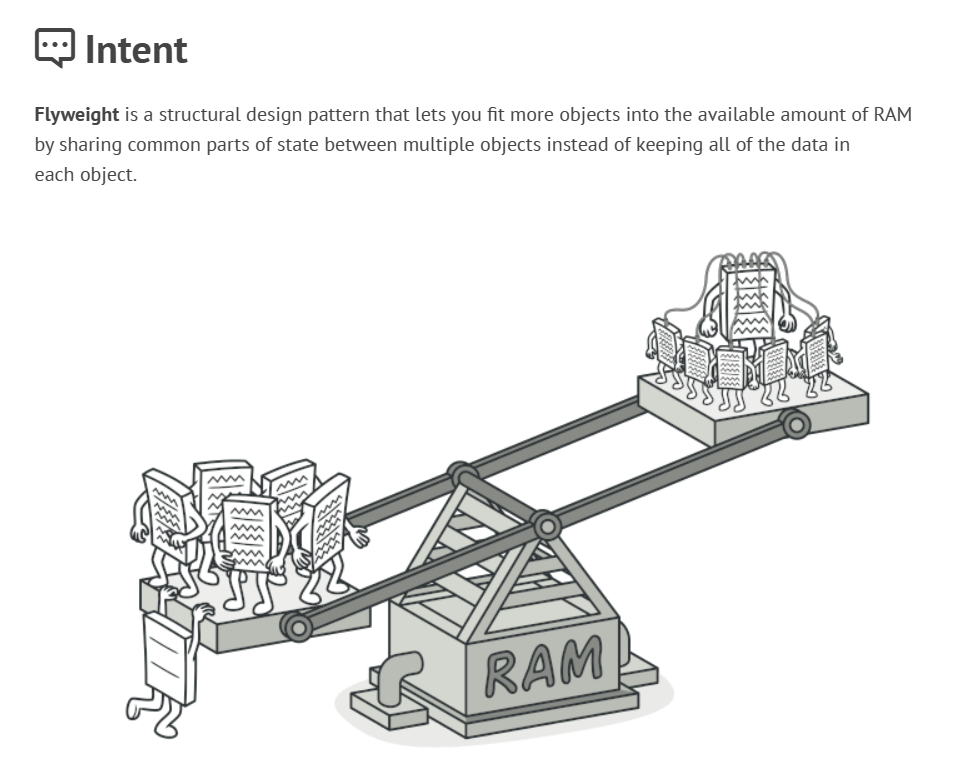 Intent
Flyweight is a structural design pattern that lets you fit more objects into the available amount of RAM
by sharing common parts of state between multiple objects instead of keeping all of the data in
each object.
RAM